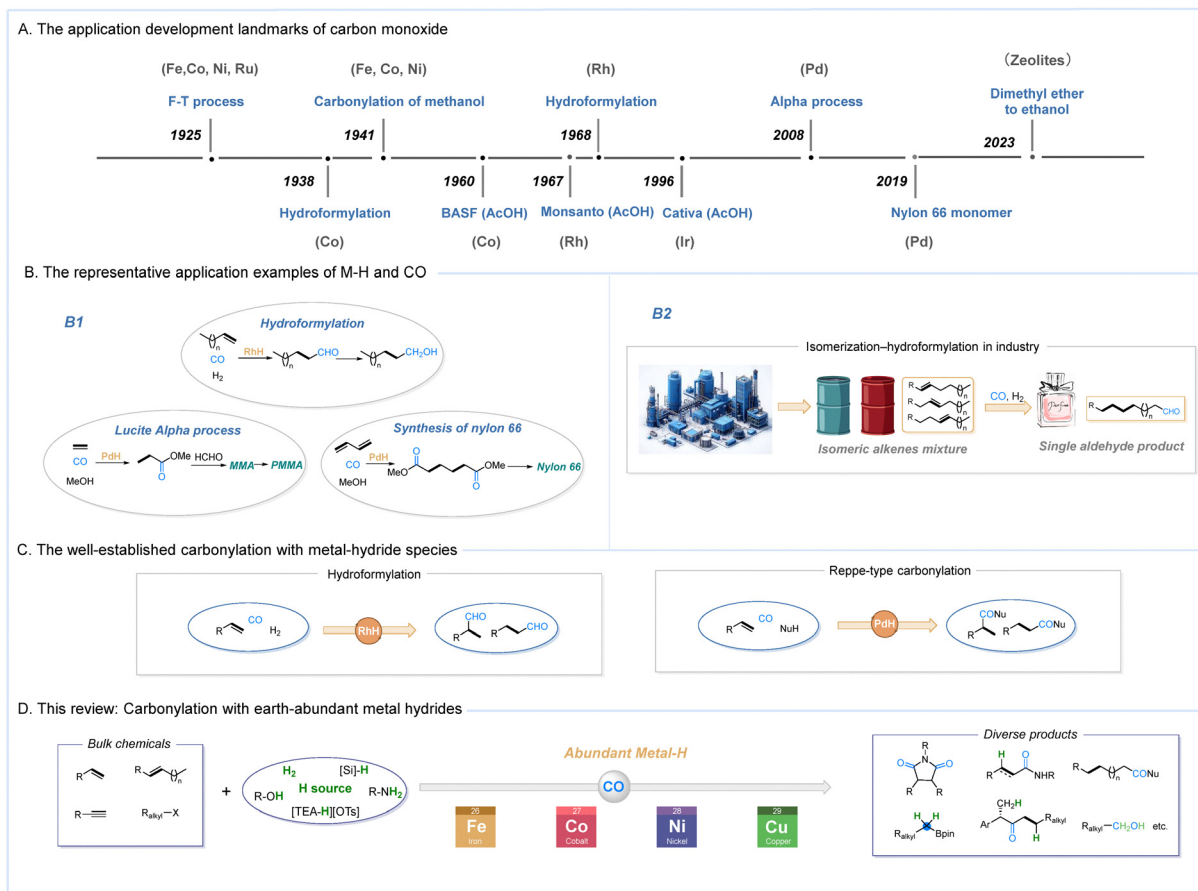 A. The application development landmarks of carbon monoxide
(Fe,Co, Ni, Ru)
(Fe, Co, Ni)
(Rh)
(Pd)
(Zeolites)
F-T process
Carbonylation of methanol
Hydroformylation
Alpha process
Dimethyl ether
to ethanol
1925
1941
1968
2008
2023
1938
1960
1967
1996
2019
Hydroformylation
BASF (AcOH)
Monsanto (AcOH)
Cativa (AcOH)
Nylon 66 monomer
(Co)
(Co)
(Rh)
(Ir)
(Pd)
B. The representative application examples of M-H and CO
B1
Hydroformylation
n
CO
H2
RhH
n
CHO
n
CH2OH
Lucite Alpha process
CO
MeOH
PdH
OMe
O
HCHO
MMA
PMMA
Synthesis of nylon 66
CO
MeOH
PdH
O
MeO
OMe
O
Nylon 66
B2
Isomerization–hydroformylation in industry
R
n
R
n
R
n
Isomeric alkenes mixture
CO, H2
Perfume
R
n
CHO
Single aldehyde product
C. The well-established carbonylation with metal-hydride species
Hydroformylation
R
CO
H2
RhH
CHO
R
R
CHO
Reppe-type carbonylation
R
CO
NuH
PdH
CONu
R
R
CONu
D. This review: Carbonylation with earth-abundant metal hydrides
Bulk chemicals
R
R
n
R
Ralkyl–X
+
H2
[Si]-H
H source
R-OH
R-NH2
[TEA-H][OTs]
Abundant Metal-H
CO
26
Fe
Iron
27
Co
Cobalt
28
Ni
Nickel
29
Cu
Copper
Diverse products
R
O
N
O
R
R
H
O
R
NHR
R
n
CONu
H
H
Ralkyl
Bpin
CH2H
Ar
O
H
Ralkyl
Ralkyl–CH2OH etc.